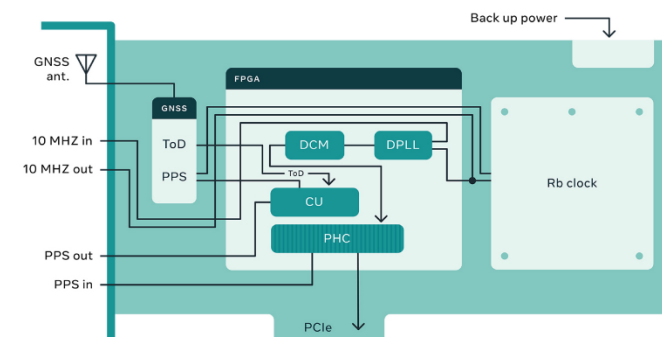 Back up power
GNSS
ant.
FPGA
GNSS
10 MHZ in
ToD
DCM
DPLL
10 MHZ out
PPS
ToD
Rb clock
CU
PHC
PPS out
PPS in
PCIe